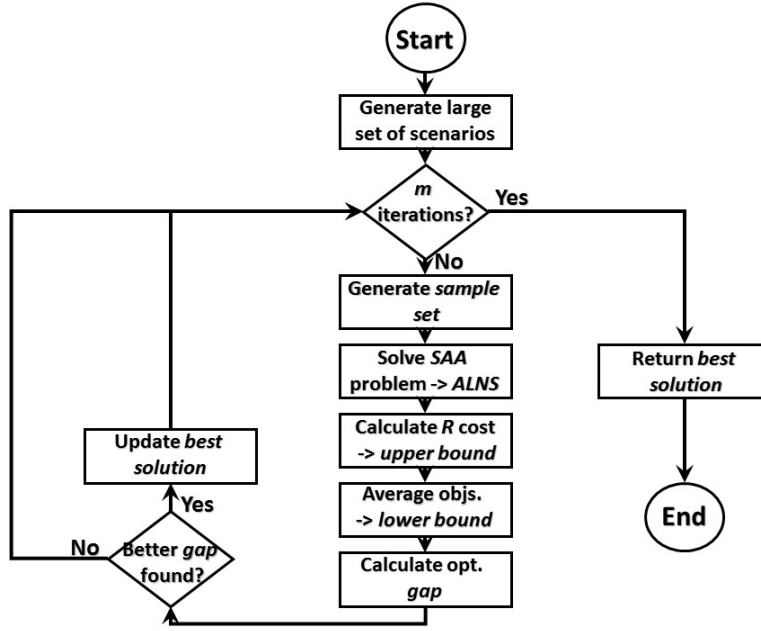 Start
Generate large
set of scenarios
m
iterations?
Yes
No
Generate sample
set
Solve SAA
problem -> ALNS
Return best
solution
Calculate R cost
-> upper bound
Update best
solution
Average objs.
-> lower bound
Yes
End
No
Better gap
found?
Calculate opt.
gap